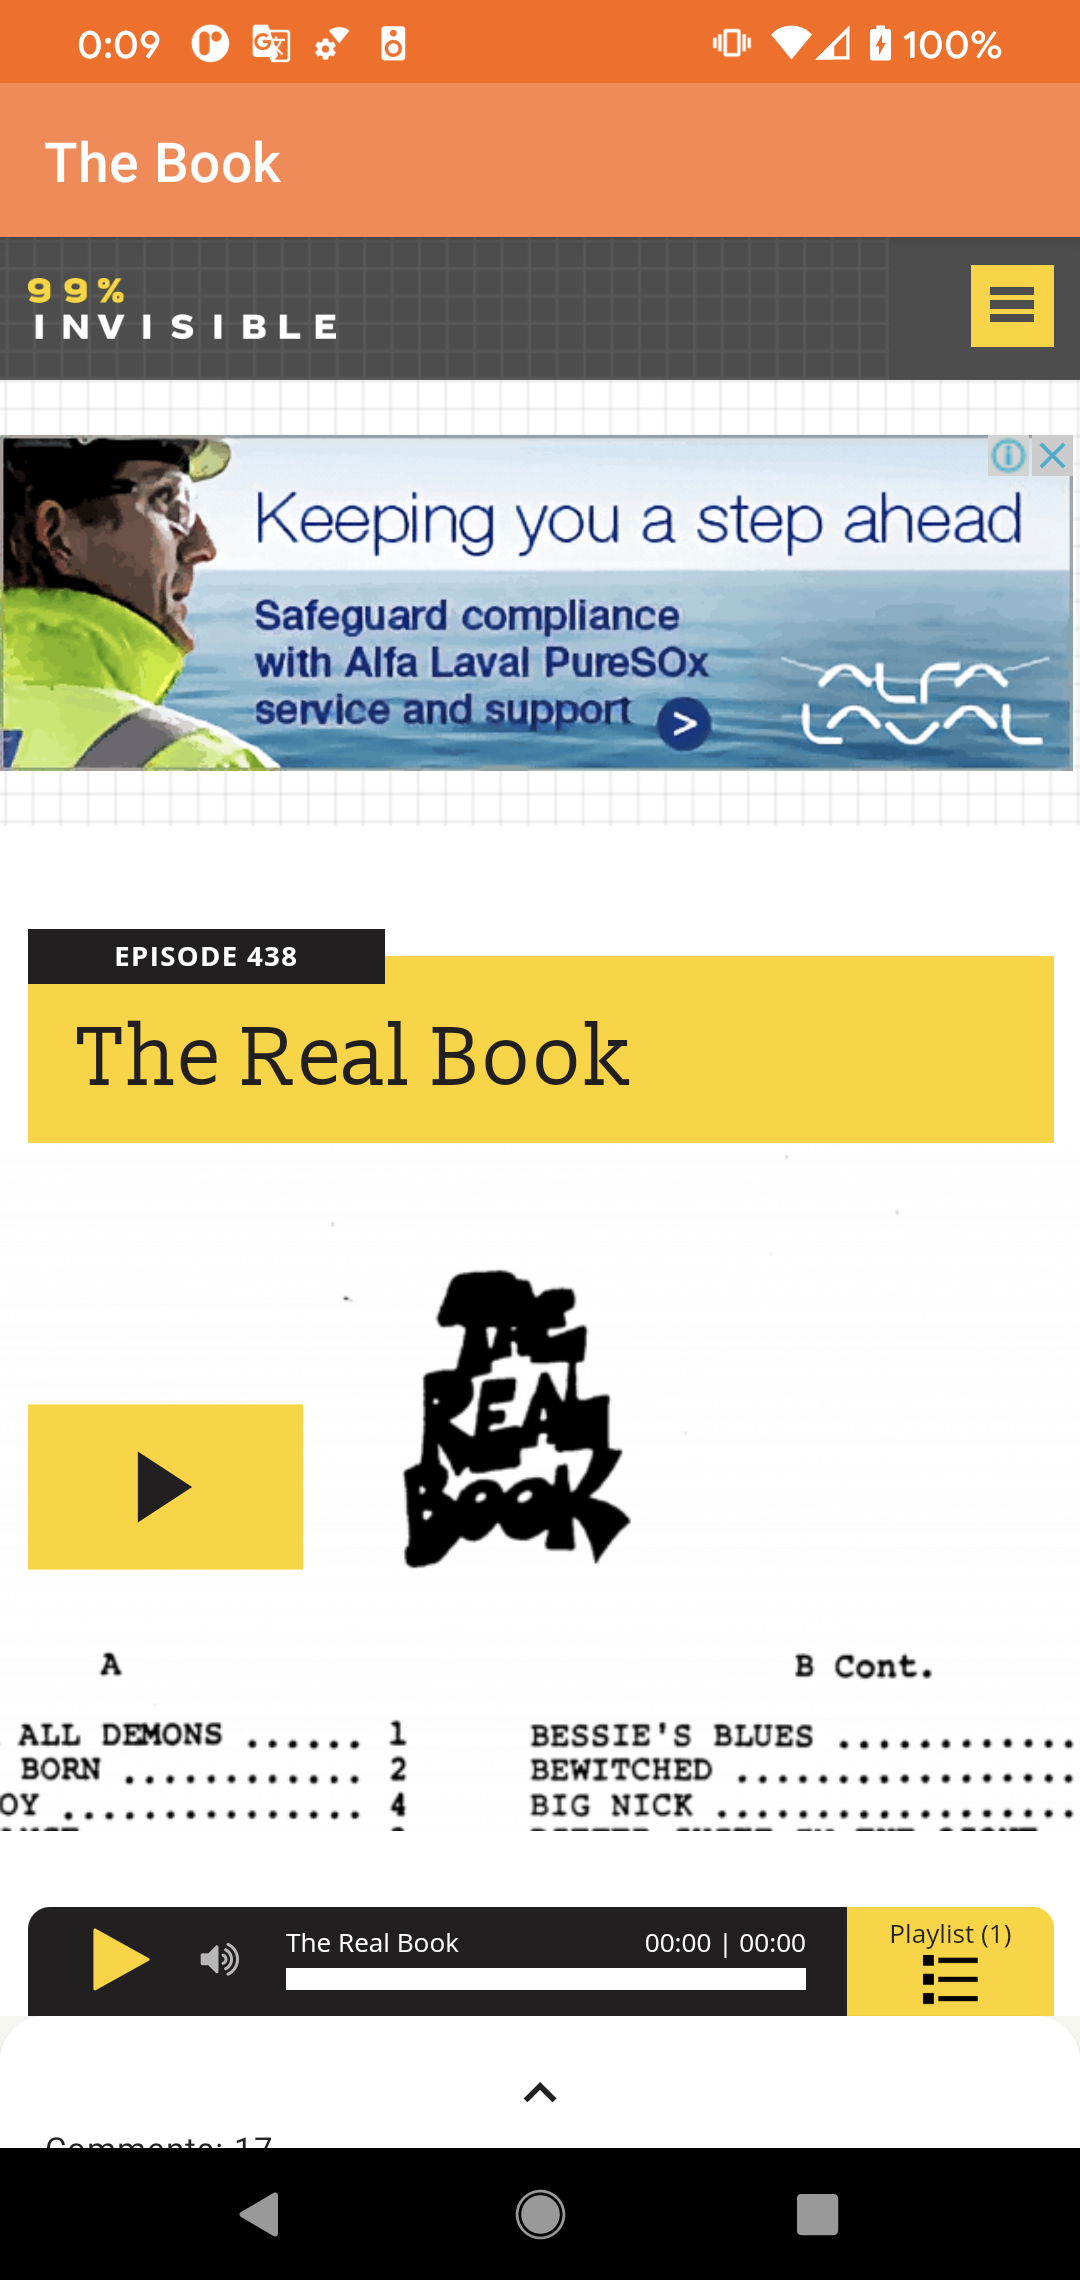 0:09
100%
The Book
99%
INVISIBLE
Keeping you a step ahead
Safeguard compliance
with Alfa Laval PureSOx
service and support
ALFA
LAVAL
EPISODE 438
The Real Book
THE
REAL
BOOK
A
B Cont.
ALL DEMONS ...... 1
BESSIE'S BLUES ............
BORN ............ 2
BEWITCHED .................
OY ............... 4
BIG NICK ..................
The Real Book
00:00 | 00:00
Playlist (1)
Comments: 17